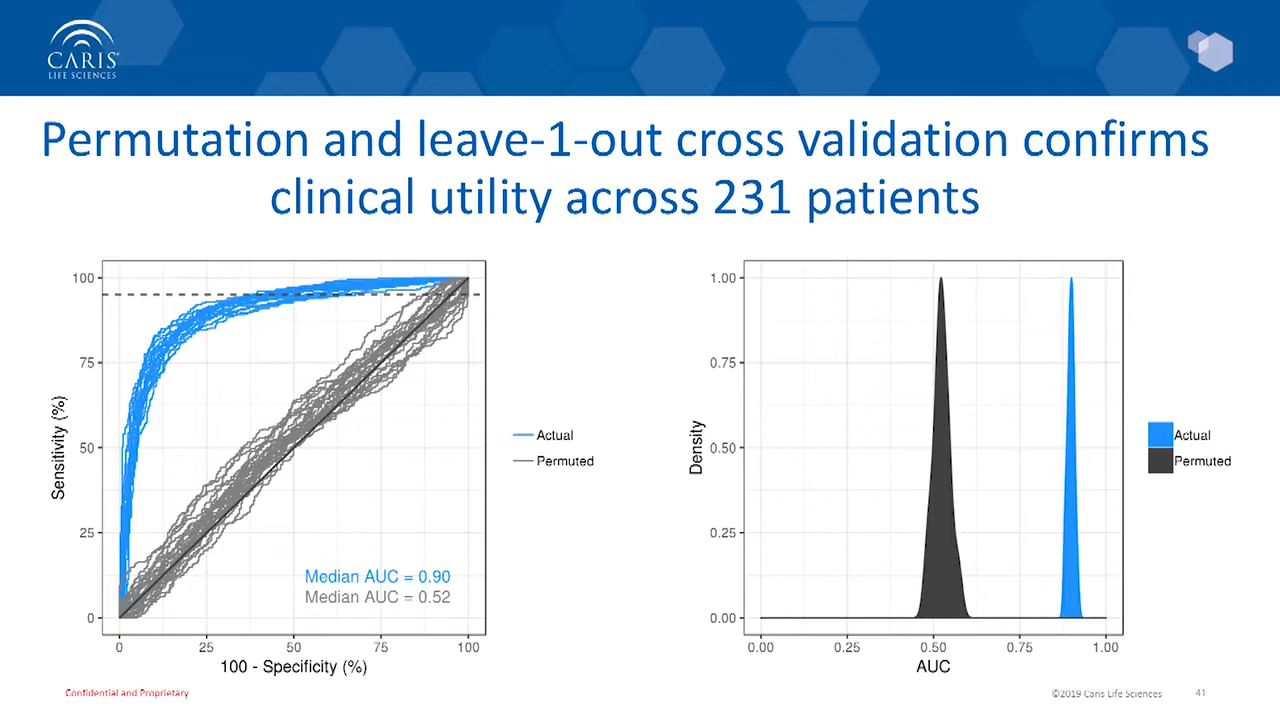 CARIS
LIFE SCIENCES
Permutation and leave-1-out cross validation confirms
clinical utility across 231 patients
100
75
50
25
0
Sensitivity (%)
0 25 50 75 100
100 - Specificity (%)
Median AUC = 0.90
Median AUC = 0.52
Actual
Permuted
1.00
0.75
0.50
0.25
0.00
Density
0.00 0.25 0.50 0.75 1.00
AUC
Actual
Permuted
Confidential and Proprietary
©2019 Caris Life Sciences
41